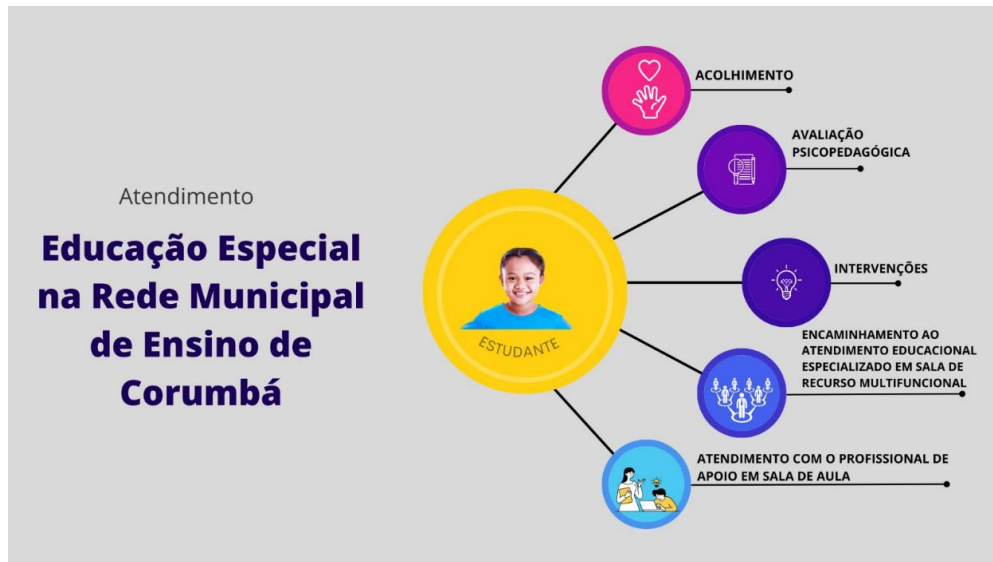 Atendimento
Educação Especial
na Rede Municipal
de Ensino de
Corumbá
ESTUDANTE
ACOLHIMENTO
AVALIAÇÃO
PSICOPEDAGÓGICA
INTERVENÇÕES
ENCAMINHAMENTO AO
ATENDIMENTO EDUCACIONAL
ESPECIALIZADO EM SALA DE
RECURSO MULTIFUNCIONAL
ATENDIMENTO COM O PROFISSIONAL DE
APOIO EM SALA DE AULA